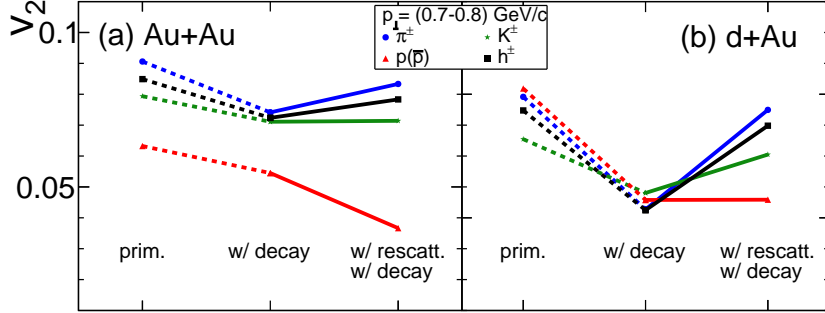 v₂
0.1
0.05
(a) Au+Au
p⊥= (0.7-0.8) GeV/c
π±
K±
p(p̅)
h±
(b) d+Au
prim.
w/ decay
w/ rescatt.
w/ decay
prim.
w/ decay
w/ rescatt.
w/ decay